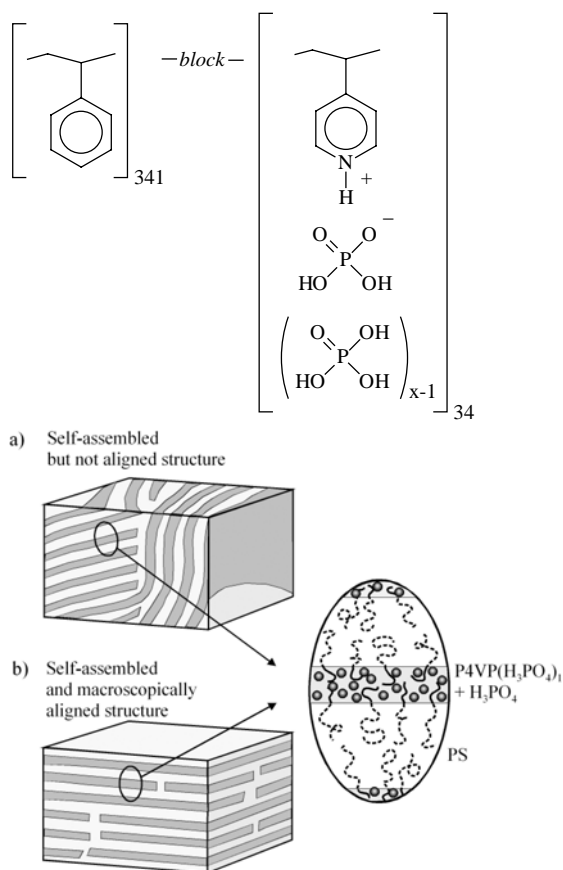 —block—
341
N
+
H
O O −
P
HO OH
O OH
P
HO OH
x-1
34
a) Self-assembled
but not aligned structure
b) Self-assembled
and macroscopically
aligned structure
P4VP(H3PO4)1
+ H3PO4
PS